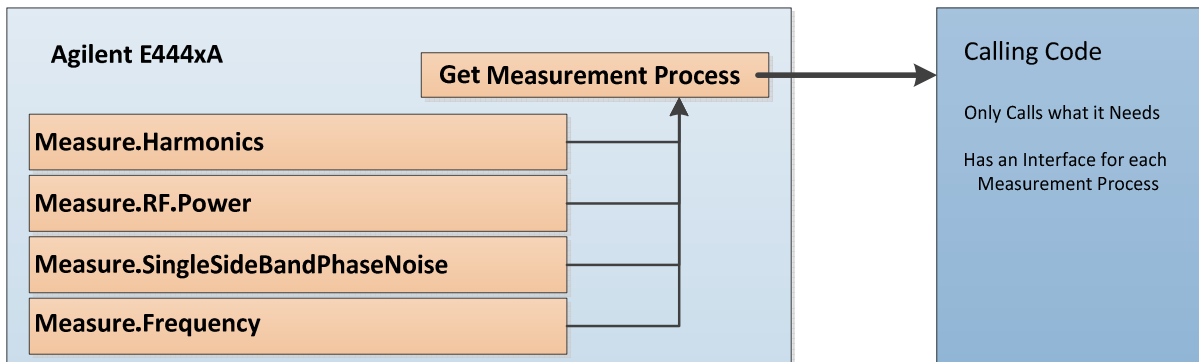 Agilent E444xA
Get Measurement Process
Measure.Harmonics
Measure.RF.Power
Measure.SingleSideBandPhaseNoise
Measure.Frequency
Calling Code
Only Calls what it Needs
Has an Interface for each
Measurement Process